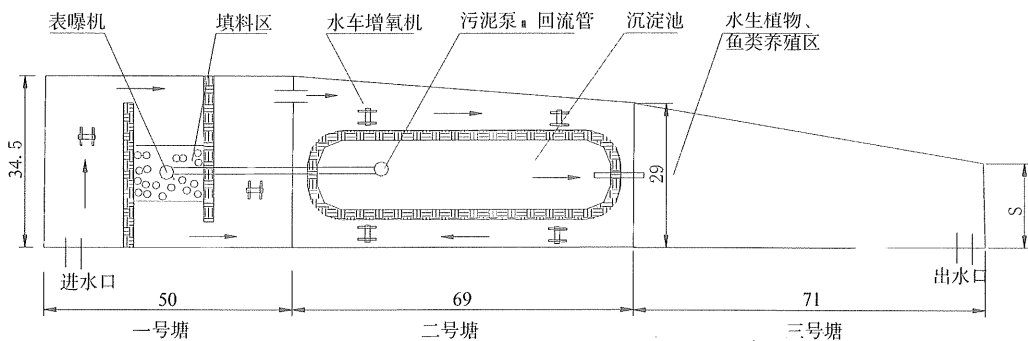 表曝机
填料区
水车增氧机
污泥泵、回流管
沉淀池
水生植物、
鱼类养殖区
34.5
29
S
进水口
出水口
50
69
71
一号塘
二号塘
三号塘